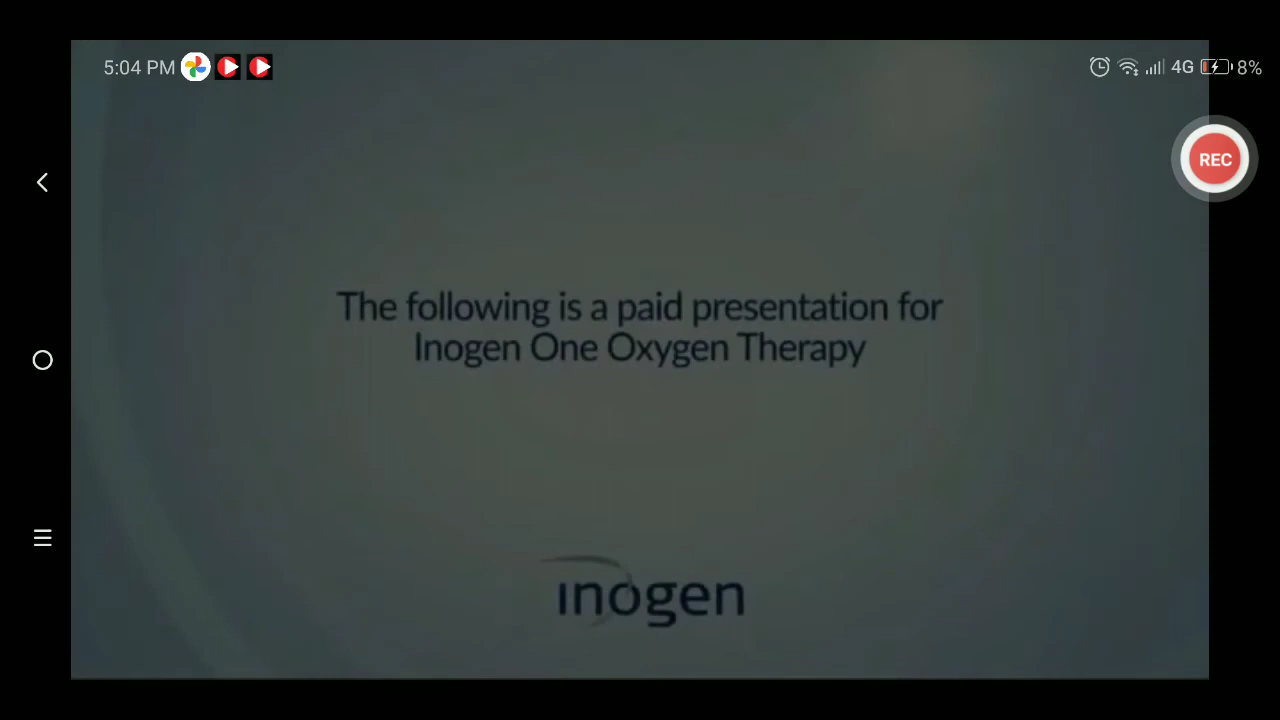 5:04 PM 4G 8%
REC
The following is a paid presentation for
Inogen One Oxygen Therapy
inogen